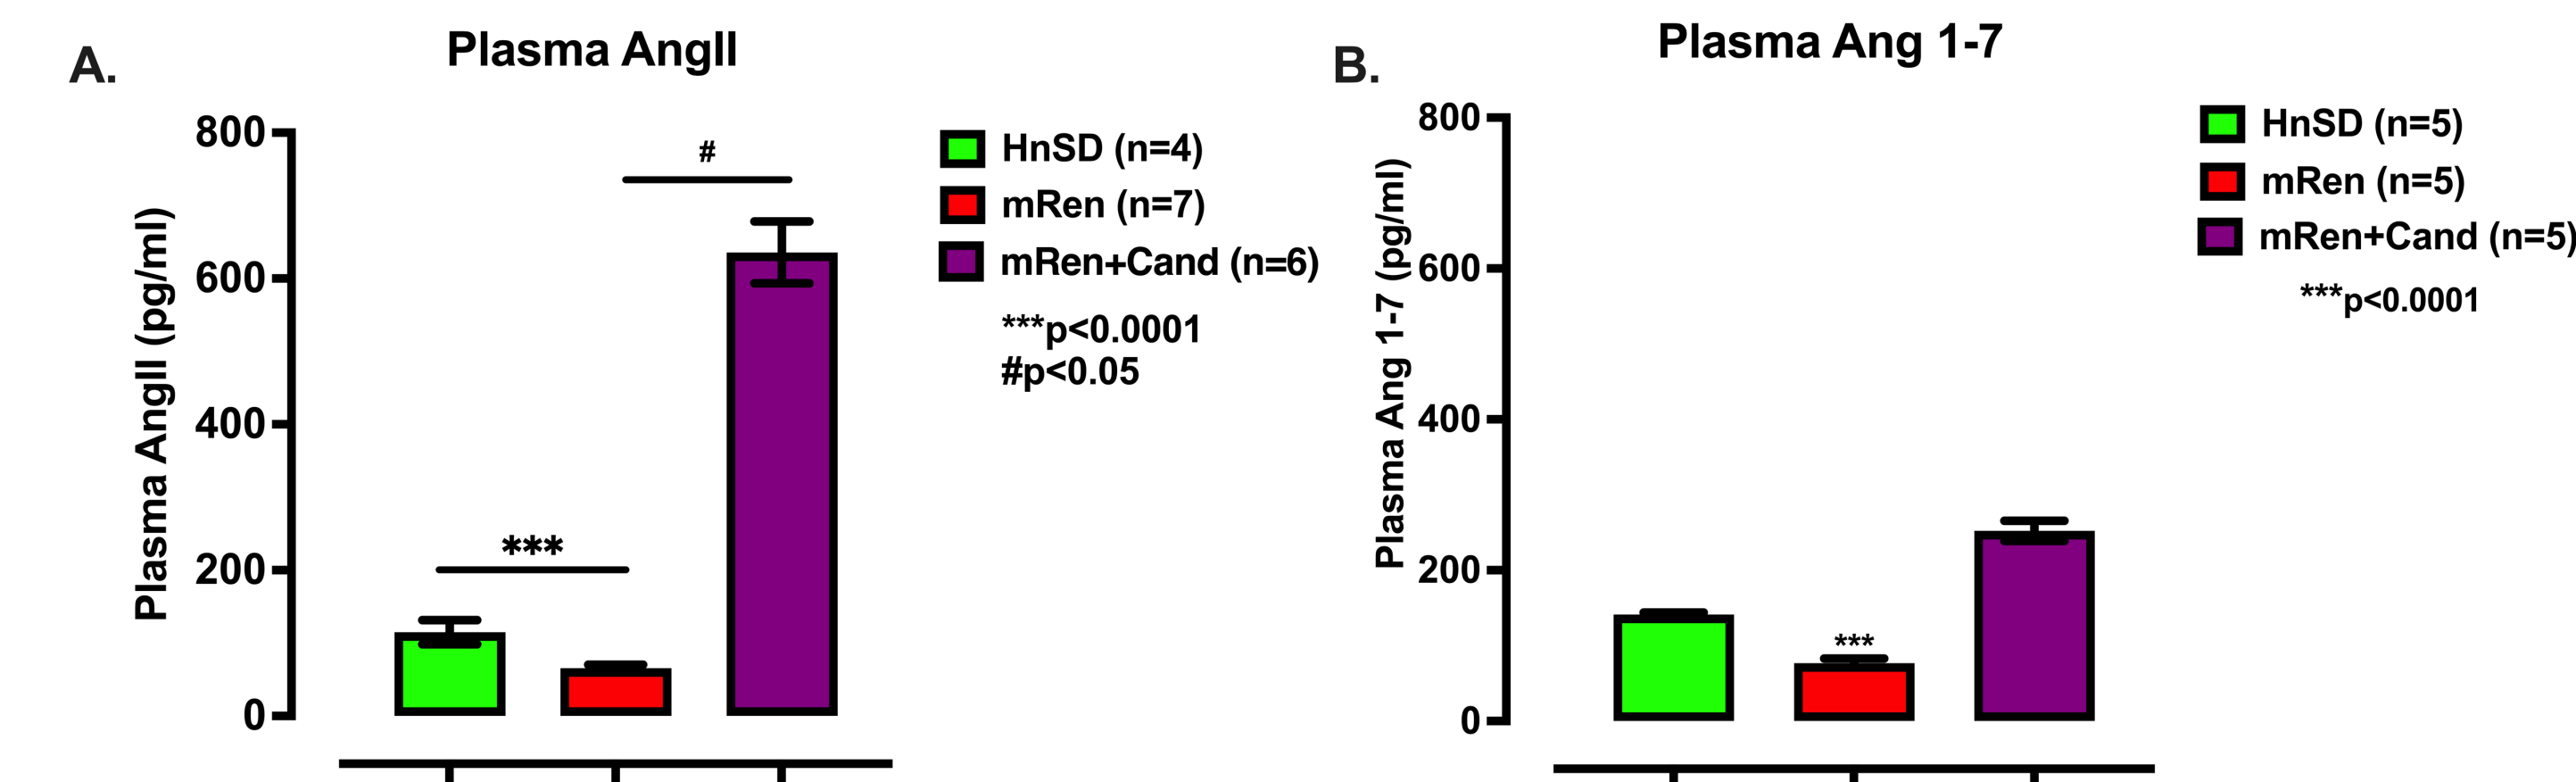 A.
Plasma AngII
Plasma AngII (pg/ml)
800
600
400
200
0
***
#
HnSD (n=4)
mRen (n=7)
mRen+Cand (n=6)
***p<0.0001
#p<0.05
B.
Plasma Ang 1-7
Plasma Ang 1-7 (pg/ml)
800
600
400
200
0
***
HnSD (n=5)
mRen (n=5)
mRen+Cand (n=5)
***p<0.0001